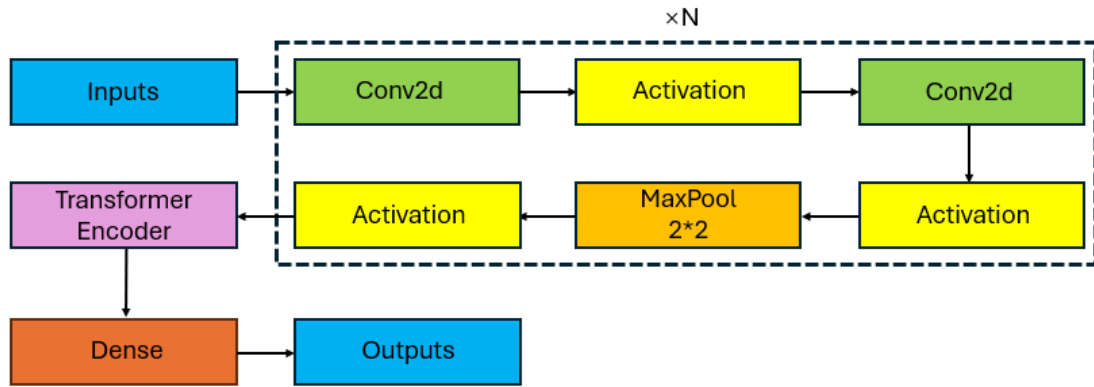 ×N
Inputs
Conv2d
Activation
Conv2d
Transformer
Encoder
Activation
MaxPool
2*2
Activation
Dense
Outputs